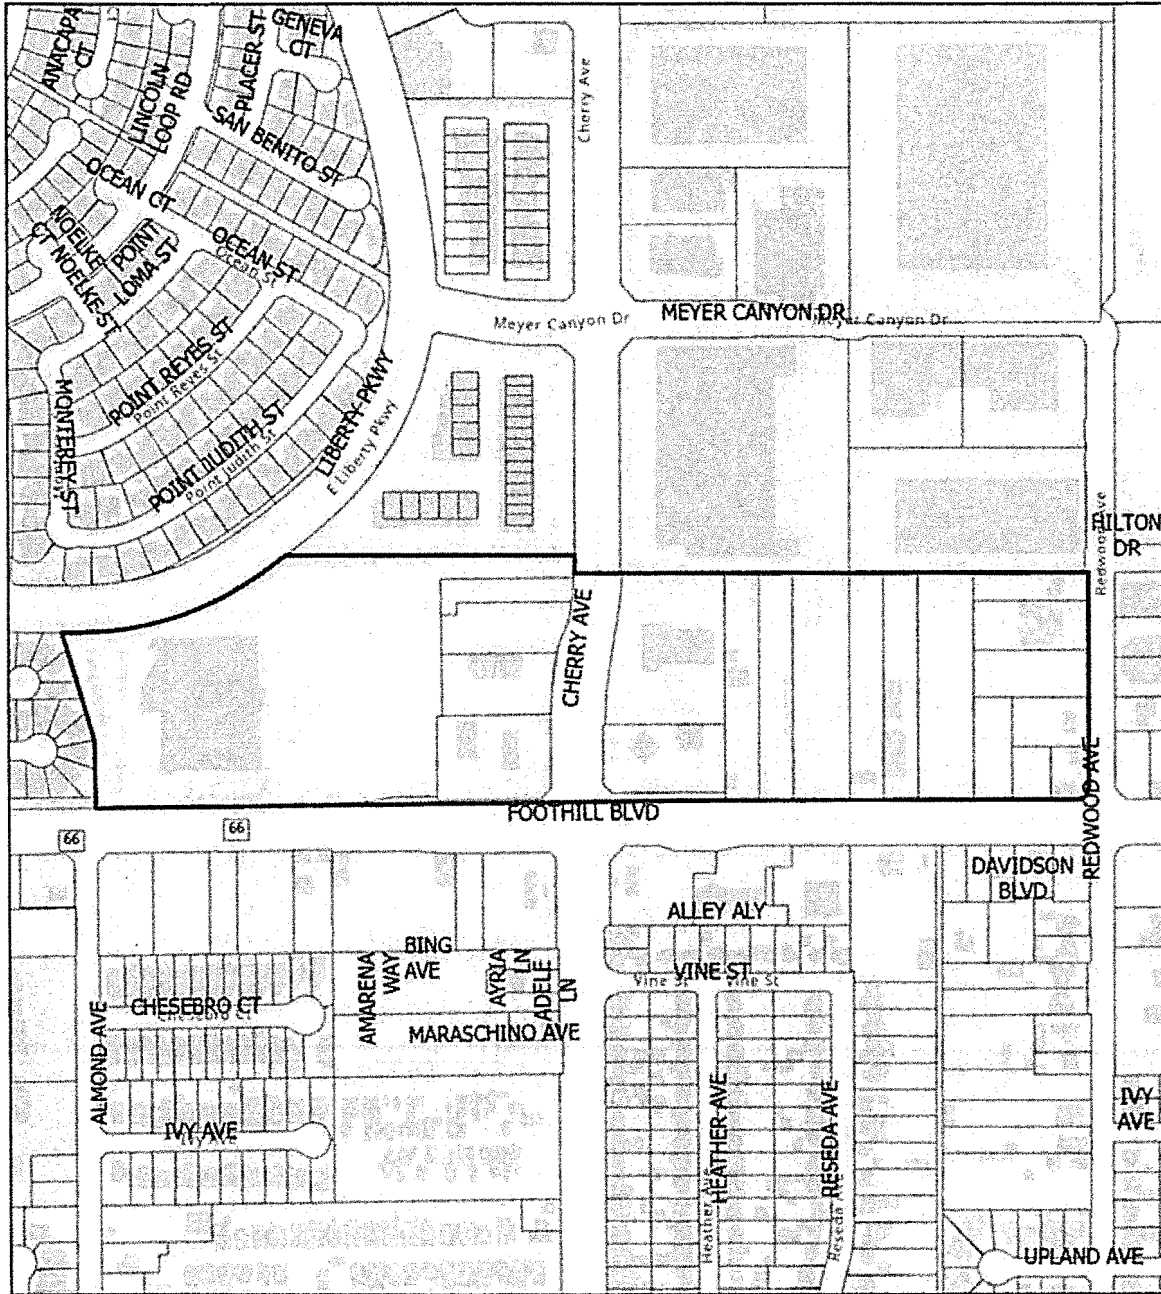 ANACAPA
CT
LINCOLN
LOOP RD
PLACER ST
GENEVA
CT
Cherry Ave
SAN BENITO ST
OCEAN CT
NOELKE
CT
NOELKE ST
POINT
LOMA ST
OCEAN ST
Ocean St
Meyer Canyon Dr
MEYER CANYON DR
Meyer Canyon Dr
POINT REYES ST
Point Reyes St
MONTEREY ST
POINT JUDITH ST
Point Judith St
LIBERTY PKWY
E Liberty Pkwy
HILTON
DR
Redwood Ave
CHERRY AVE
REDWOOD AVE
FOOTHILL BLVD
66
66
DAVIDSON
BLVD
ALLEY ALY
BING
AVE
AMARENA
WAY
AYRIA
LN
ADELE
LN
VINE ST
Vine St
Vine St
CHESEBRO CT
MARASCHINO AVE
ALMOND AVE
IVY AVE
HEATHER AVE
Heather Ave
RESEDA AVE
Reseda Ave
IVY
AVE
UPLAND AVE